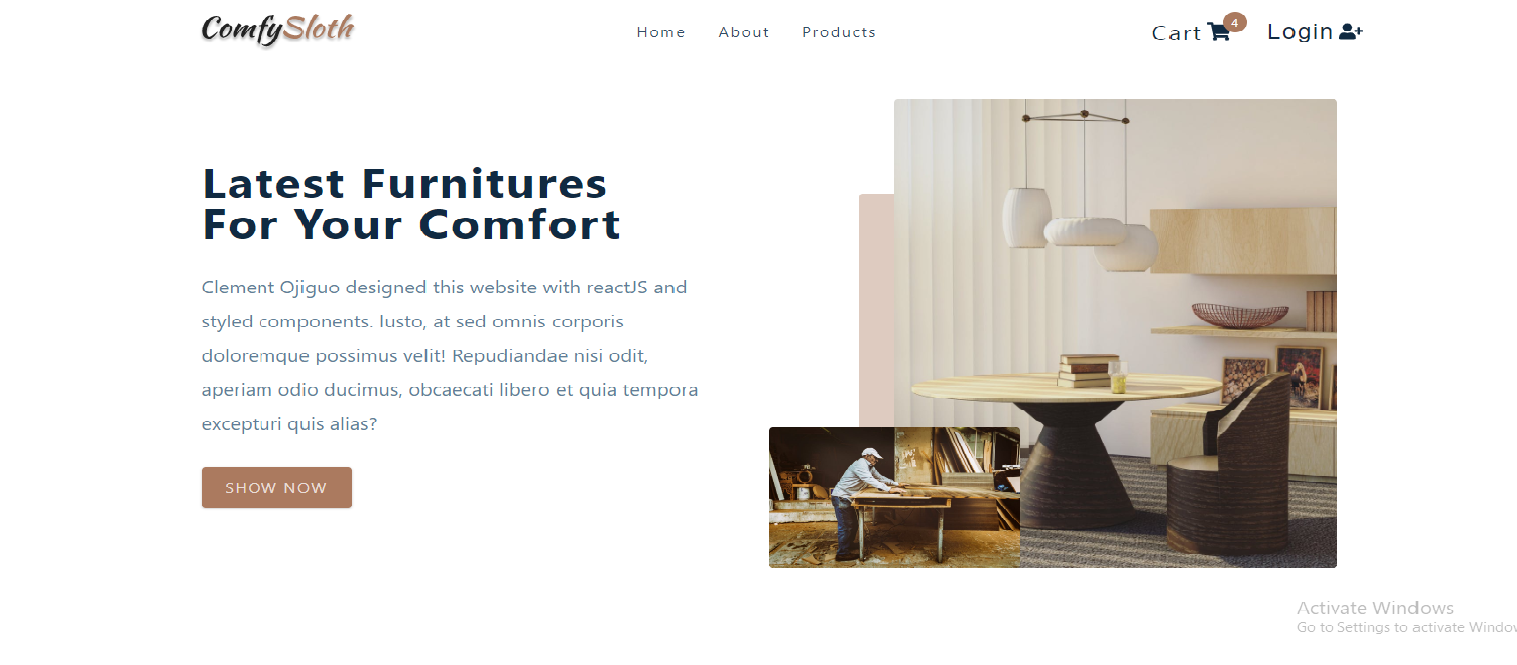 ComfySloth
Home About Products
Cart 4 Login
Latest Furnitures
For Your Comfort
Clement Ojiguo designed this website with reactJS and
styled components. Iusto, at sed omnis corporis
doloremque possimus velit! Repudiandae nisi odit,
aperiam odio ducimus, obcaecati libero et quia tempora
excepturi quis alias?
SHOW NOW
Activate Windows
Go to Settings to activate Window